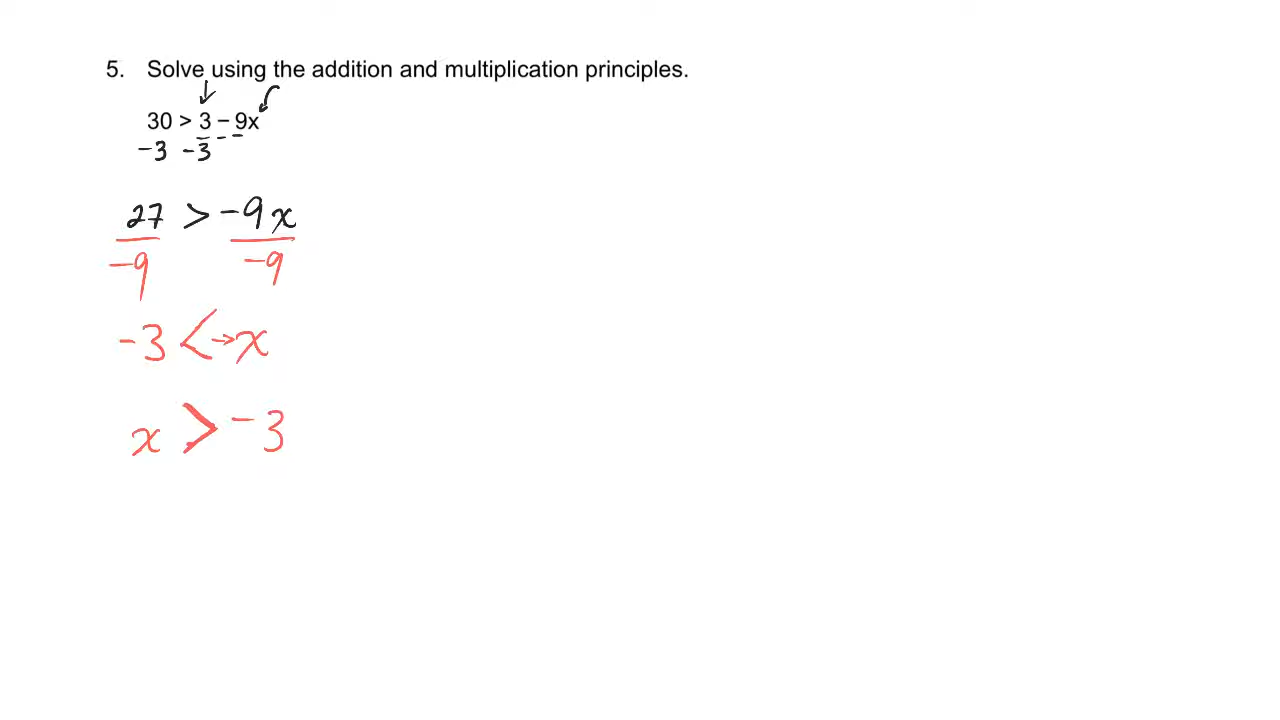 5. Solve using the addition and multiplication principles.
30 > 3 − 9x
-3 -3
27 > -9x
-9 -9
-3 < x
x > -3